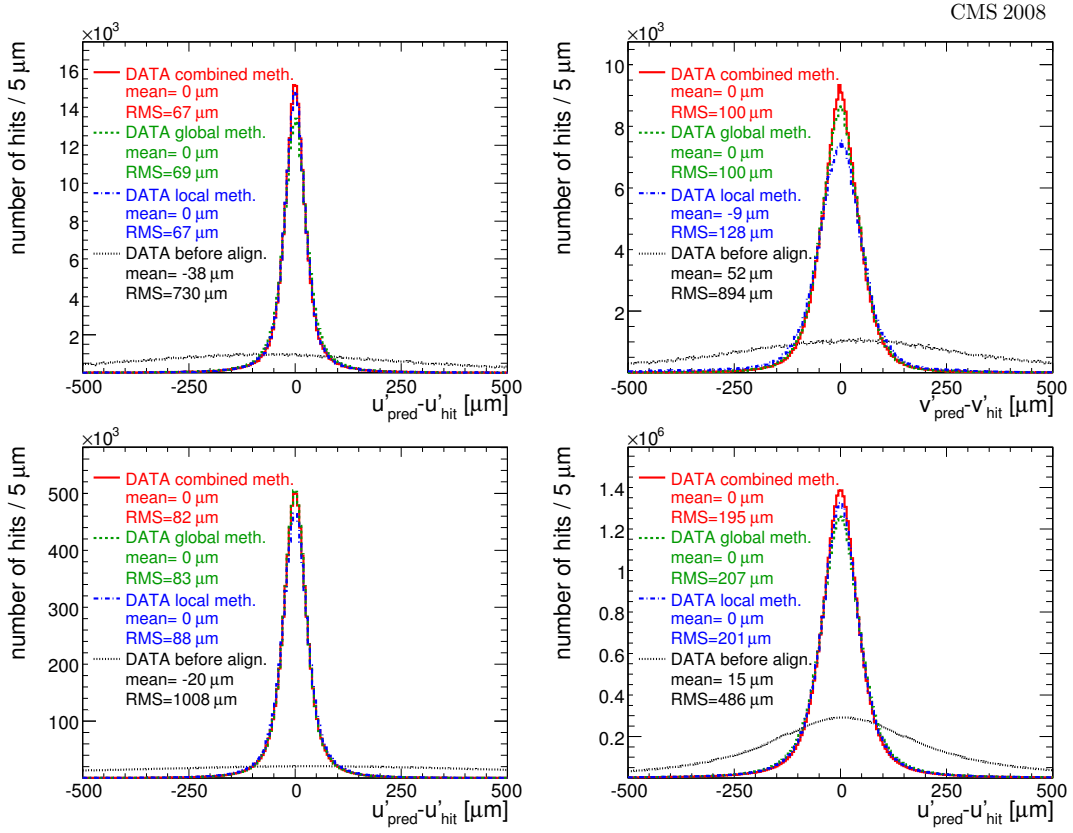 CMS 2008
×10³
number of hits / 5 μm
16
14
12
10
8
6
4
2
DATA combined meth.
mean= 0 μm
RMS=67 μm
DATA global meth.
mean= 0 μm
RMS=69 μm
DATA local meth.
mean= 0 μm
RMS=67 μm
DATA before align.
mean= -38 μm
RMS=730 μm
-500 -250 0 250 500
u'pred-u'hit [μm]
×10³
number of hits / 5 μm
10
8
6
4
2
DATA combined meth.
mean= 0 μm
RMS=100 μm
DATA global meth.
mean= 0 μm
RMS=100 μm
DATA local meth.
mean= -9 μm
RMS=128 μm
DATA before align.
mean= 52 μm
RMS=894 μm
-500 -250 0 250 500
v'pred-v'hit [μm]
×10³
number of hits / 5 μm
500
400
300
200
100
DATA combined meth.
mean= 0 μm
RMS=82 μm
DATA global meth.
mean= 0 μm
RMS=83 μm
DATA local meth.
mean= 0 μm
RMS=88 μm
DATA before align.
mean= -20 μm
RMS=1008 μm
-500 -250 0 250 500
u'pred-u'hit [μm]
×10⁶
number of hits / 5 μm
1.4
1.2
1
0.8
0.6
0.4
0.2
DATA combined meth.
mean= 0 μm
RMS=195 μm
DATA global meth.
mean= 0 μm
RMS=207 μm
DATA local meth.
mean= 0 μm
RMS=201 μm
DATA before align.
mean= 15 μm
RMS=486 μm
-500 -250 0 250 500
u'pred-u'hit [μm]